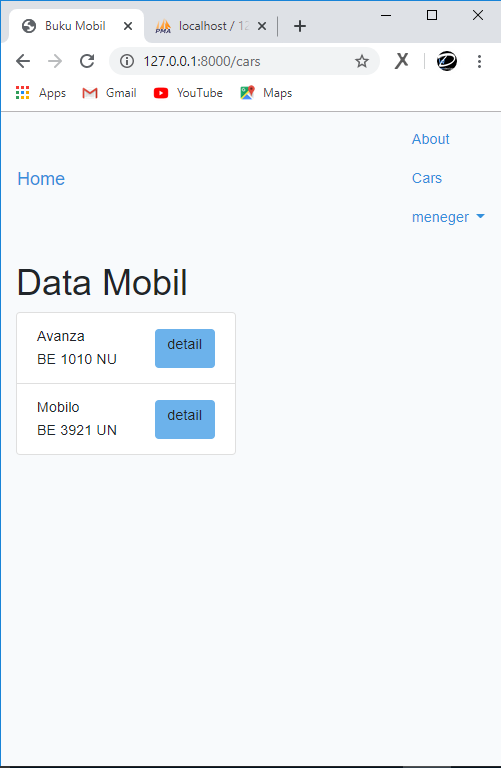 Buku Mobil
localhost / 12
127.0.0.1:8000/cars
Apps
Gmail
YouTube
Maps
About
Home
Cars
meneger
Data Mobil
Avanza
BE 1010 NU
detail
Mobilo
BE 3921 UN
detail